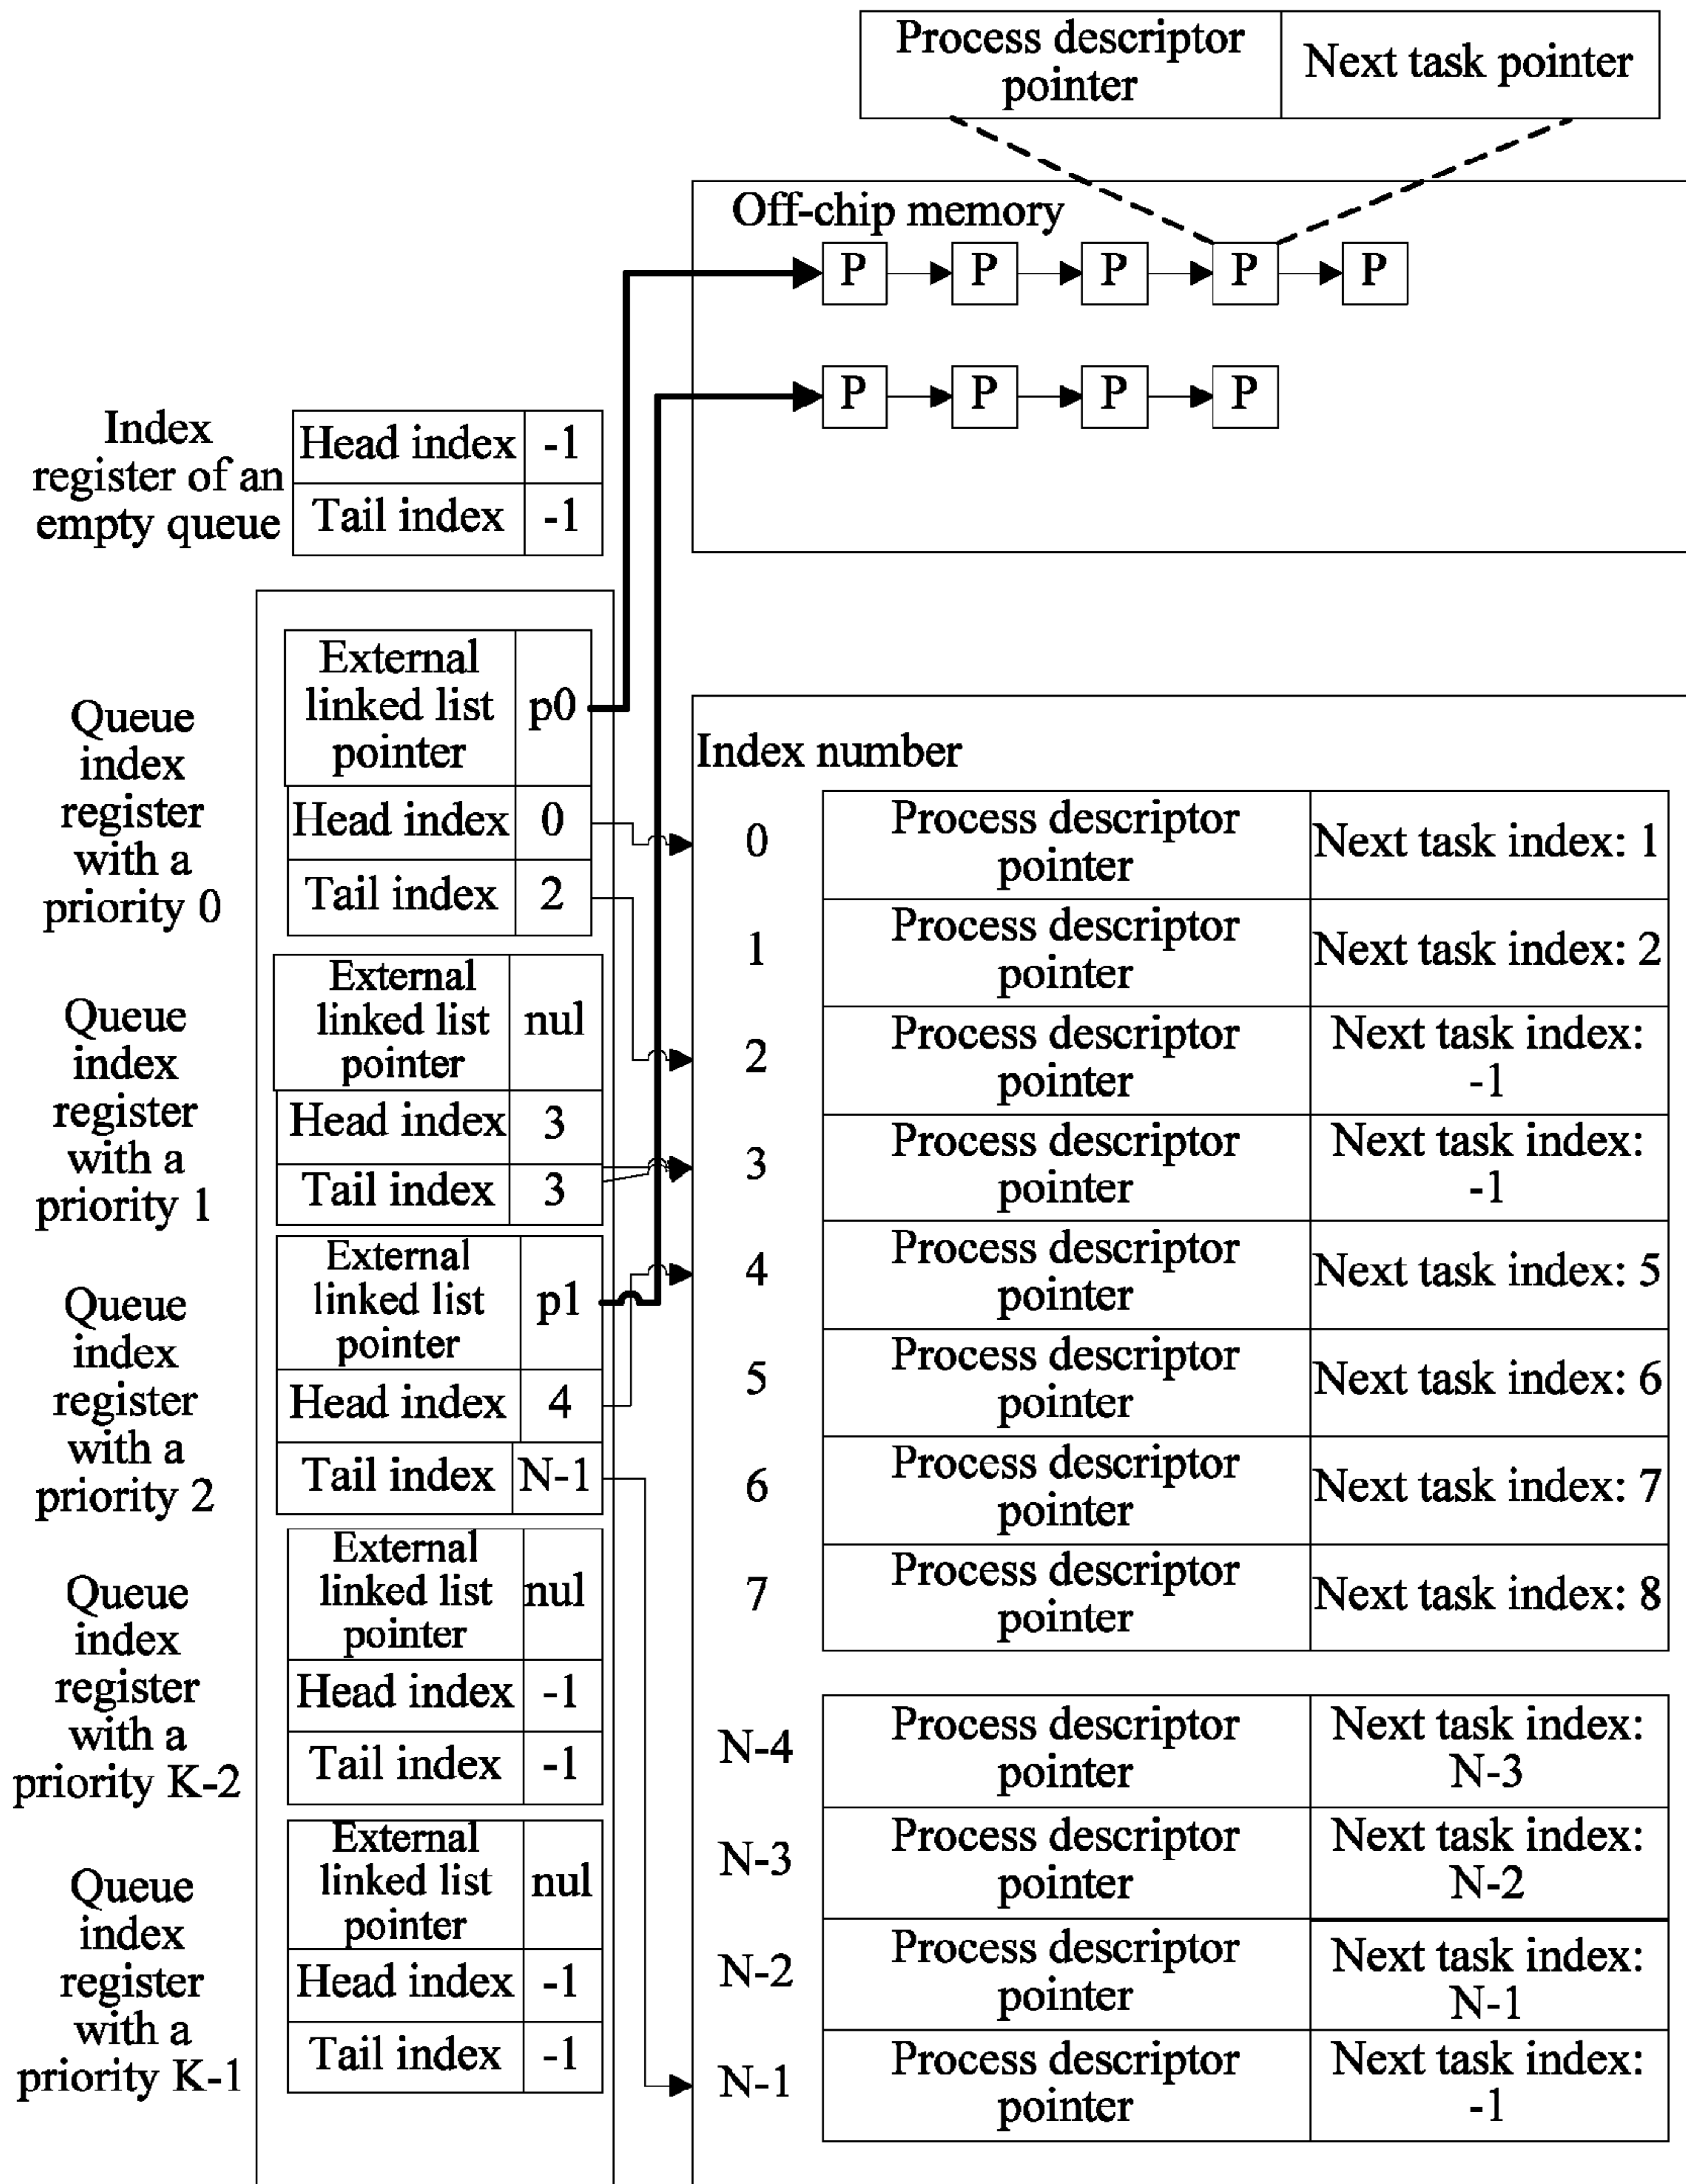 Process descriptor
pointer
Next task pointer
Off-chip memory
P P P P P
P P P P
Index
register of an
empty queue
Head index -1
Tail index -1
Queue
index
register
with a
priority 0
External
linked list
pointer
p0
Head index 0
Tail index 2
Queue
index
register
with a
priority 1
External
linked list
pointer
nul
Head index 3
Tail index 3
Queue
index
register
with a
priority 2
External
linked list
pointer
p1
Head index 4
Tail index N-1
Queue
index
register
with a
priority K-2
External
linked list
pointer
nul
Head index -1
Tail index -1
Queue
index
register
with a
priority K-1
External
linked list
pointer
nul
Head index -1
Tail index -1
Index number
0
Process descriptor
pointer
Next task index: 1
1
Process descriptor
pointer
Next task index: 2
2
Process descriptor
pointer
Next task index:
-1
3
Process descriptor
pointer
Next task index:
-1
4
Process descriptor
pointer
Next task index: 5
5
Process descriptor
pointer
Next task index: 6
6
Process descriptor
pointer
Next task index: 7
7
Process descriptor
pointer
Next task index: 8
N-4
Process descriptor
pointer
Next task index:
N-3
N-3
Process descriptor
pointer
Next task index:
N-2
N-2
Process descriptor
pointer
Next task index:
N-1
N-1
Process descriptor
pointer
Next task index:
-1